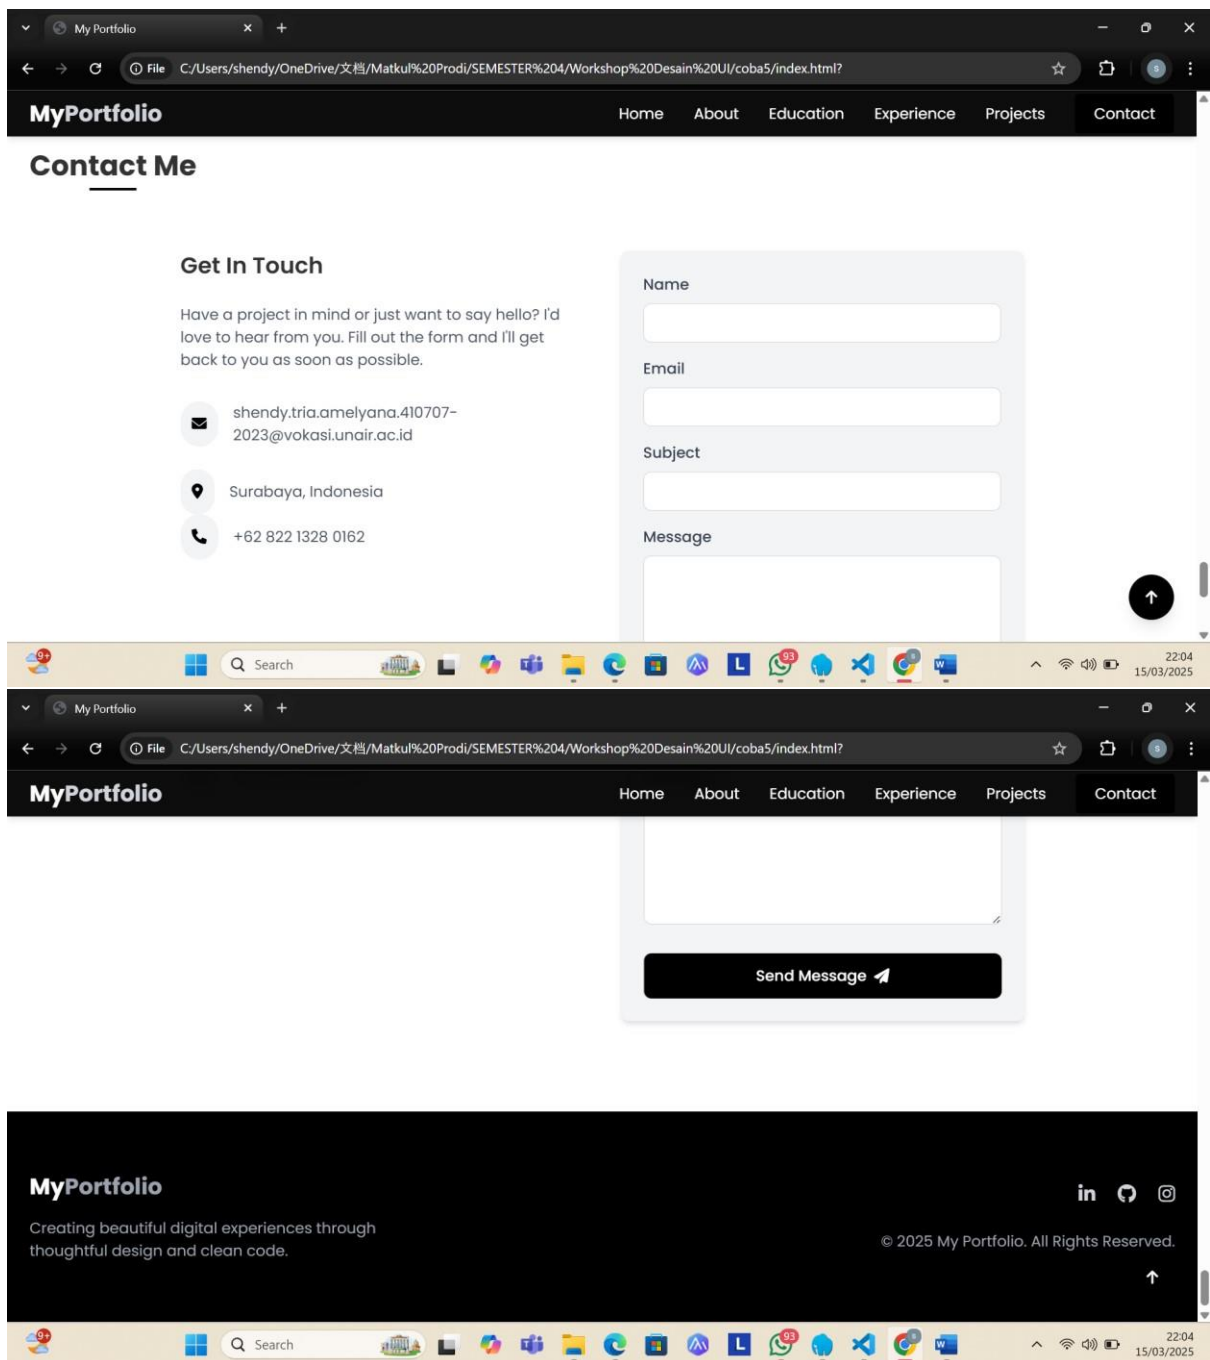 My Portfolio
File C:/Users/shendy/OneDrive/文档/Matkul%20Prodi/SEMESTER%204/Workshop%20Desain%20UI/coba5/index.html?
MyPortfolio Home About Education Experience Projects Contact
Contact Me
Get In Touch
Have a project in mind or just want to say hello? I'd
love to hear from you. Fill out the form and I'll get
back to you as soon as possible.
shendy.tria.amelyana.410707-
2023@vokasi.unair.ac.id
Surabaya, Indonesia
+62 822 1328 0162
Name
Email
Subject
Message
9+
Search
93
22:04
15/03/2025
My Portfolio
File C:/Users/shendy/OneDrive/文档/Matkul%20Prodi/SEMESTER%204/Workshop%20Desain%20UI/coba5/index.html?
MyPortfolio Home About Education Experience Projects Contact
Send Message
MyPortfolio
Creating beautiful digital experiences through
thoughtful design and clean code.
in
© 2025 My Portfolio. All Rights Reserved.
9+
Search
93
22:04
15/03/2025